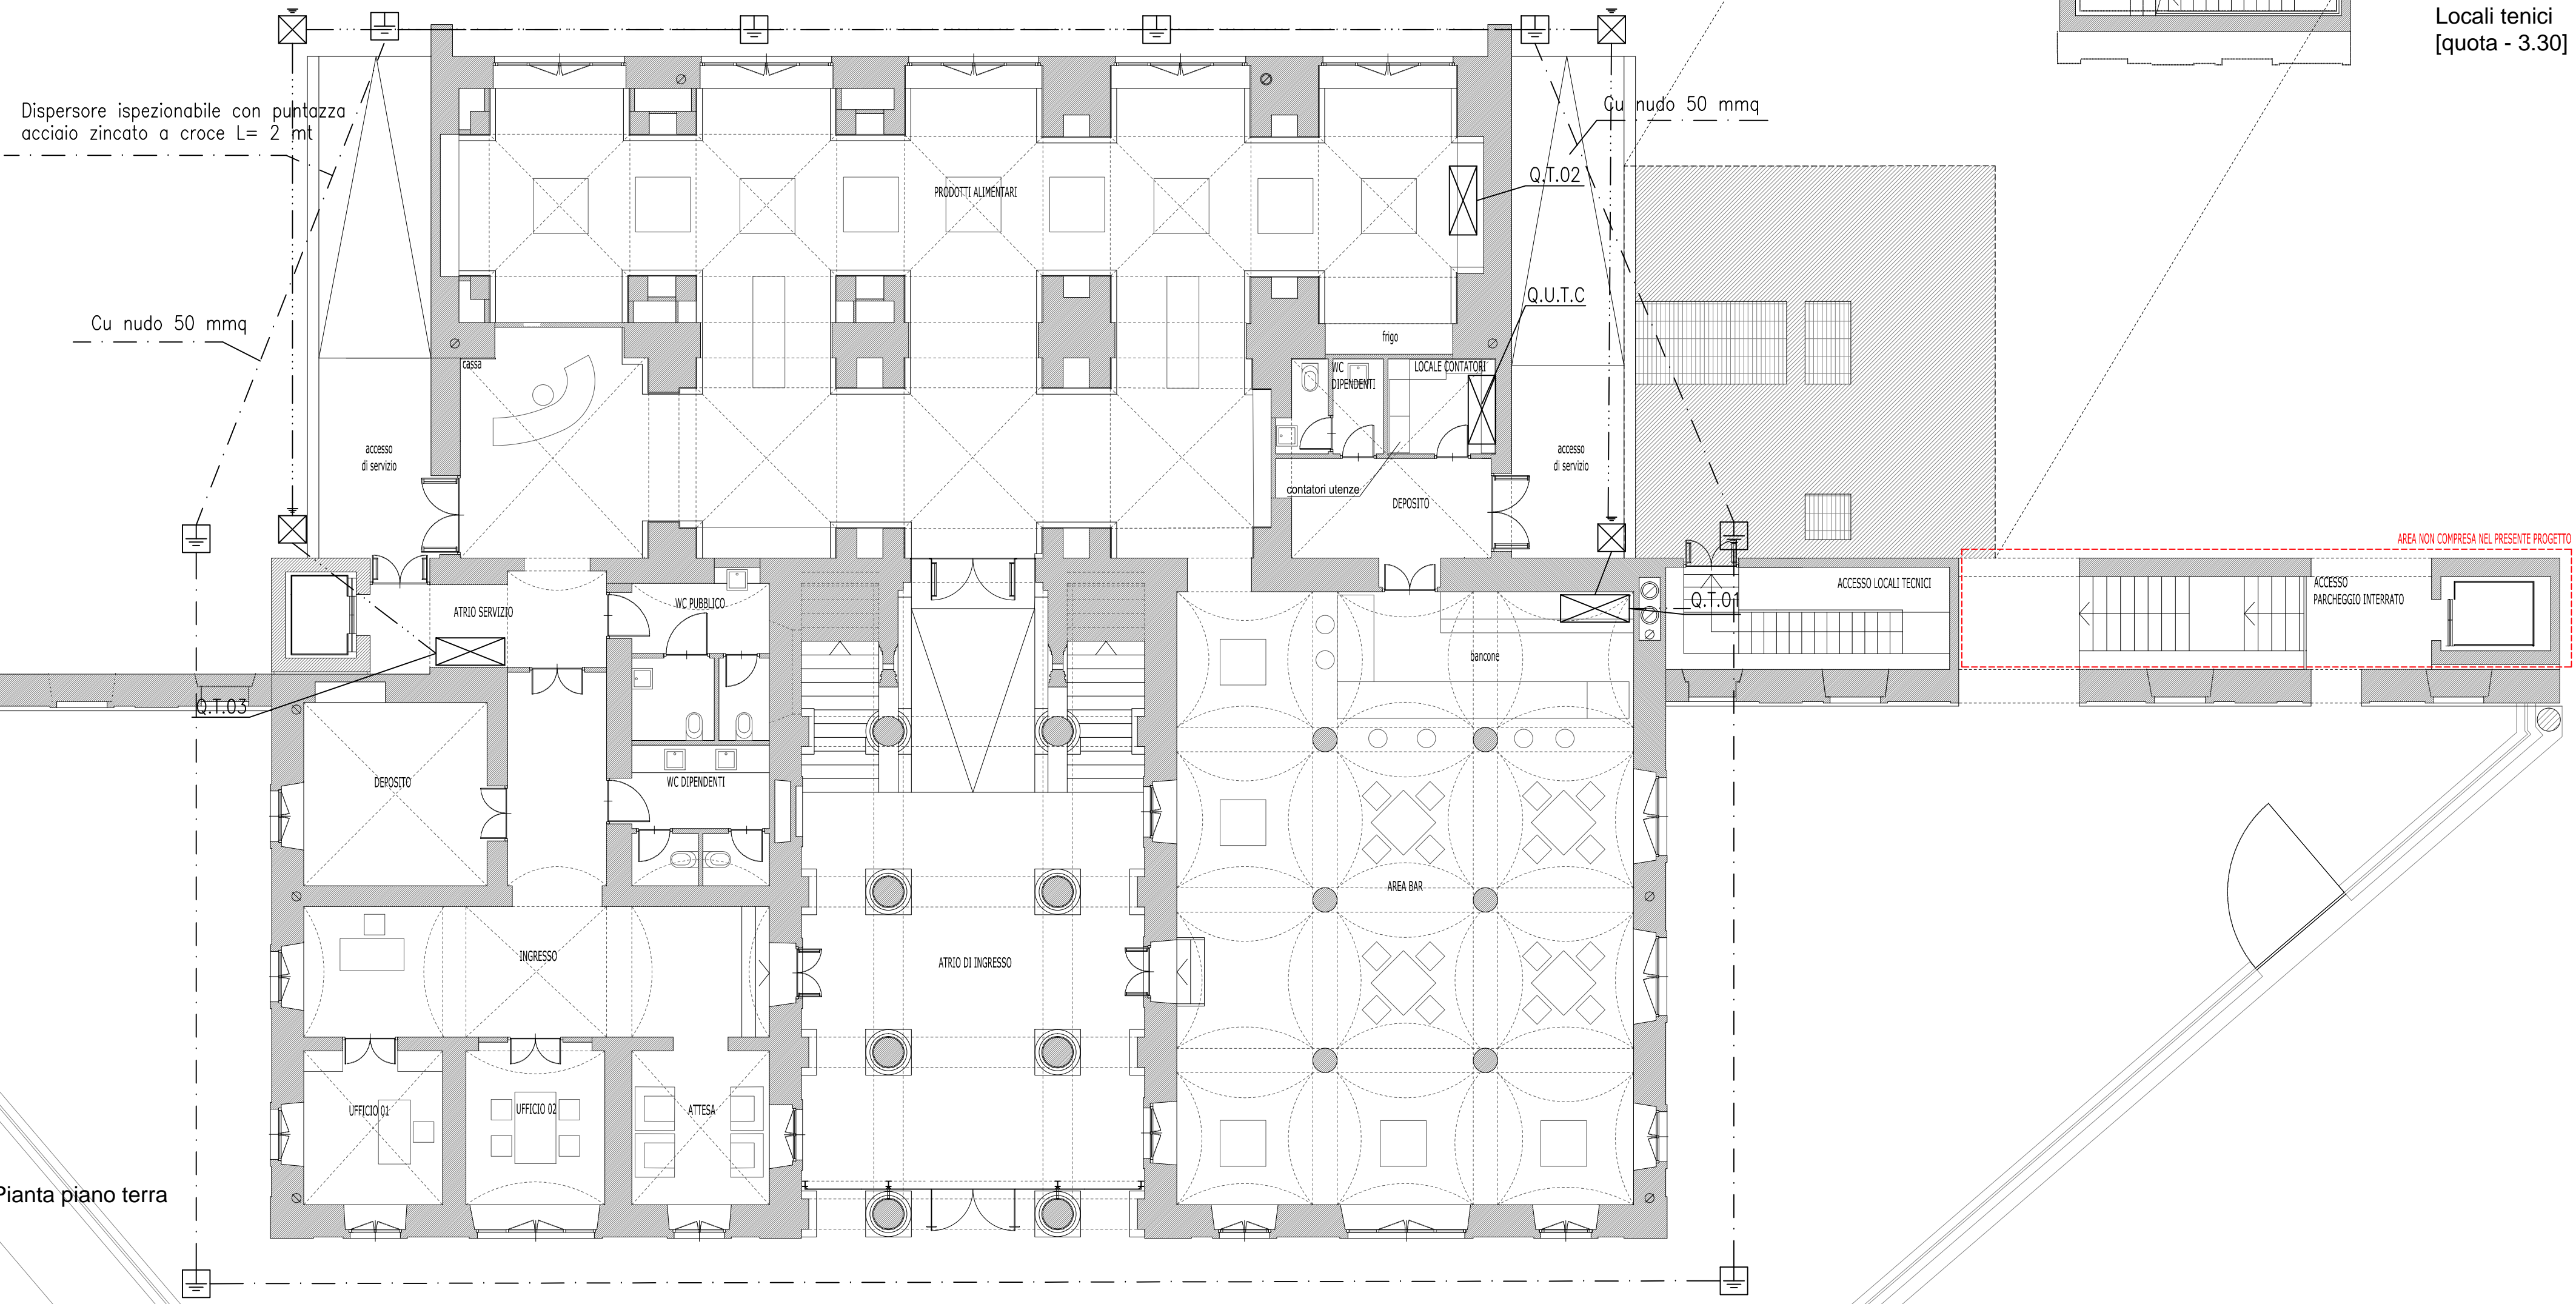 Locali tenici
[quota - 3.30]
Dispersore ispezionabile con puntazza
acciaio zincato a croce L= 2 mt
Cu nudo 50 mmq
Q.T.02
PRODOTTI ALIMENTARI
Q.U.T.C
Cu nudo 50 mmq
frigo
cassa
WC
DIPENDENTI
LOCALE CONTATORI
accesso
di servizio
accesso
di servizio
contatori utenze
DEPOSITO
AREA NON COMPRESA NEL PRESENTE PROGETTO
ATRIO SERVIZIO
WC PUBBLICO
Q.T.01
ACCESSO LOCALI TECNICI
ACCESSO
PARCHEGGIO INTERRATO
bancone
Q.T.03
DEPOSITO
WC DIPENDENTI
AREA BAR
INGRESSO
ATRIO DI INGRESSO
UFFICIO 01
UFFICIO 02
ATTESA
Pianta piano terra